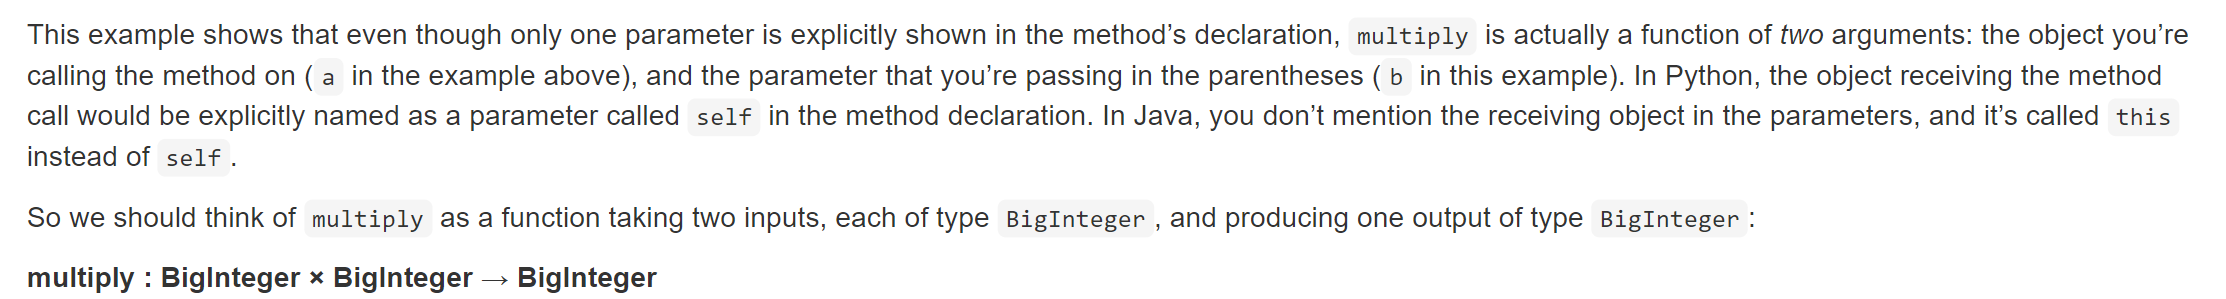 This example shows that even though only one parameter is explicitly shown in the method’s declaration, multiply is actually a function of two arguments: the object you’re
calling the method on ( a in the example above), and the parameter that you’re passing in the parentheses ( b in this example). In Python, the object receiving the method
call would be explicitly named as a parameter called self in the method declaration. In Java, you don’t mention the receiving object in the parameters, and it’s called this
instead of self .
So we should think of multiply as a function taking two inputs, each of type BigInteger , and producing one output of type BigInteger :
multiply : BigInteger × BigInteger → BigInteger